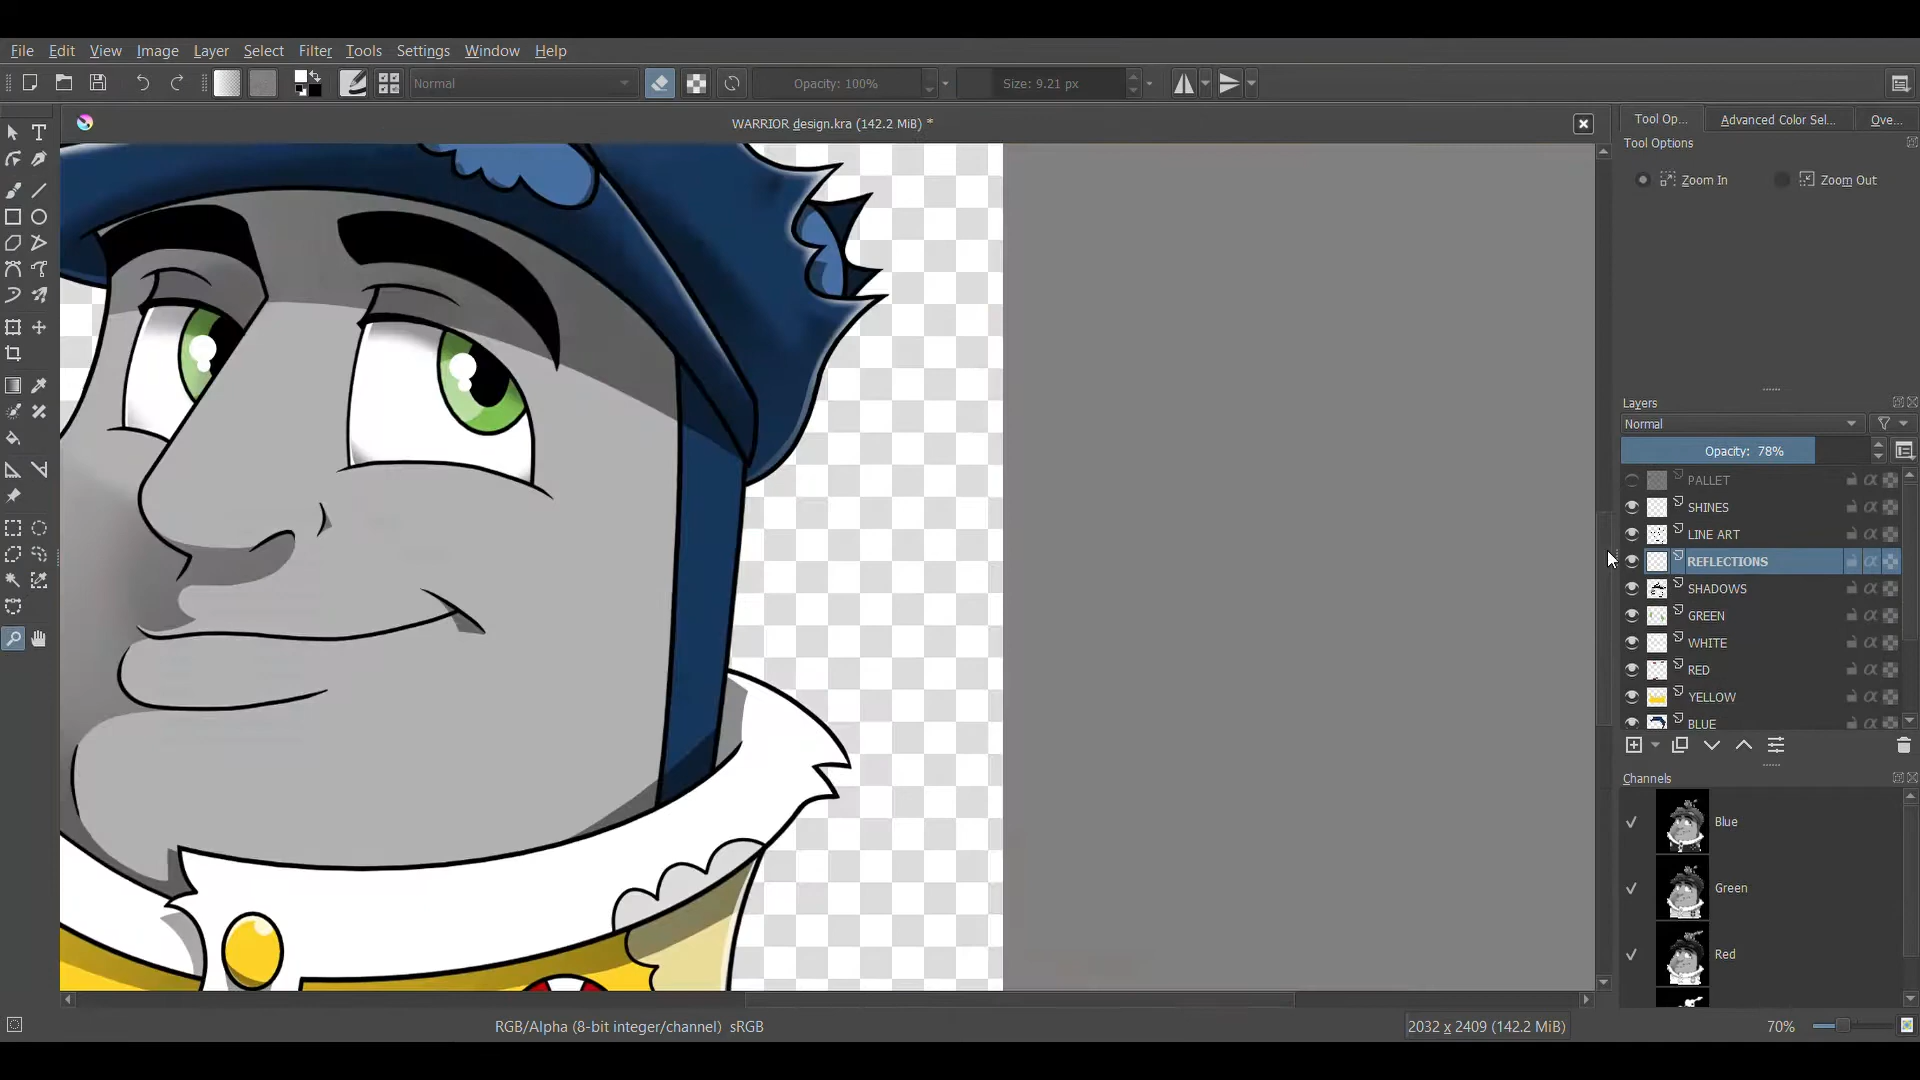 File Edit View Image Layer Select Filter Tools Settings Window Help
Normal Opacity: 100% Size: 9.21 px
WARRIOR design.kra (142.2 MiB) *
Tool Op... Advanced Color Sel... Ove...
Tool Options
Zoom In Zoom Out
Layers
Normal
Opacity: 78%
PALLET
SHINES
LINE ART
REFLECTIONS
SHADOWS
GREEN
WHITE
RED
YELLOW
BLUE
Channels
Blue
Green
Red
RGB/Alpha (8-bit integer/channel) sRGB 2032 x 2409 (142.2 MiB) 70%